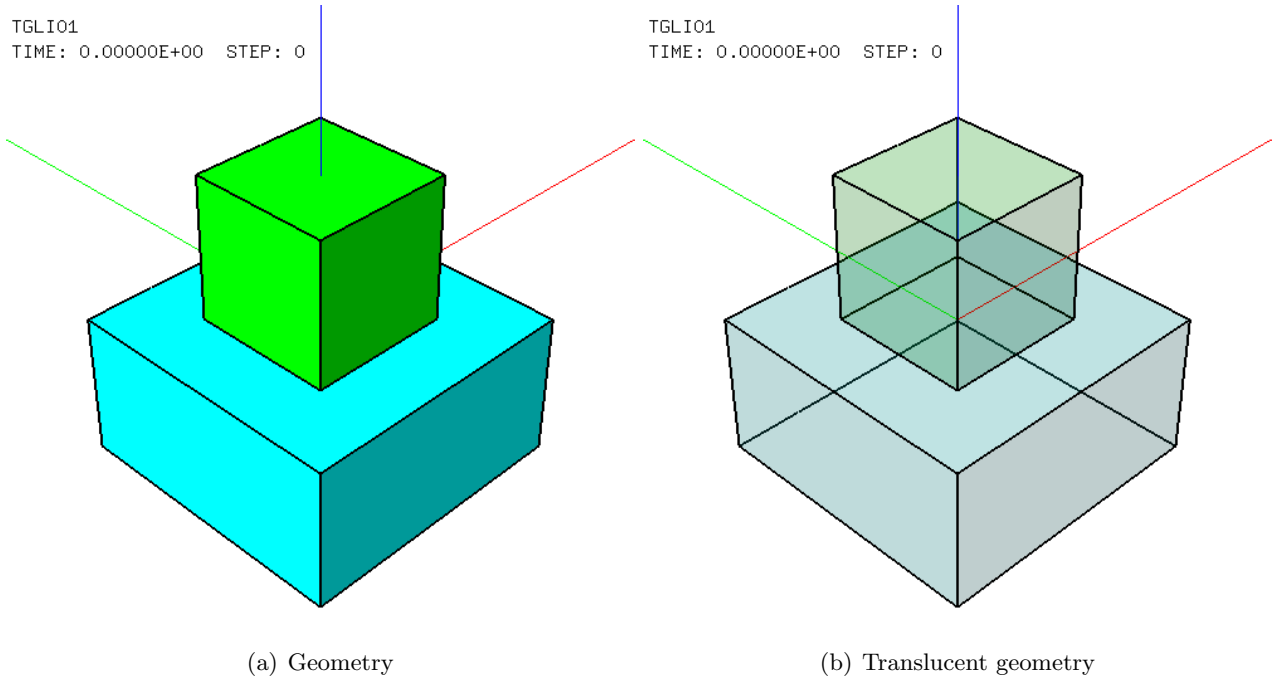 TGLI01
TIME: 0.00000E+00 STEP: 0
TGLI01
TIME: 0.00000E+00 STEP: 0
(a) Geometry
(b) Translucent geometry